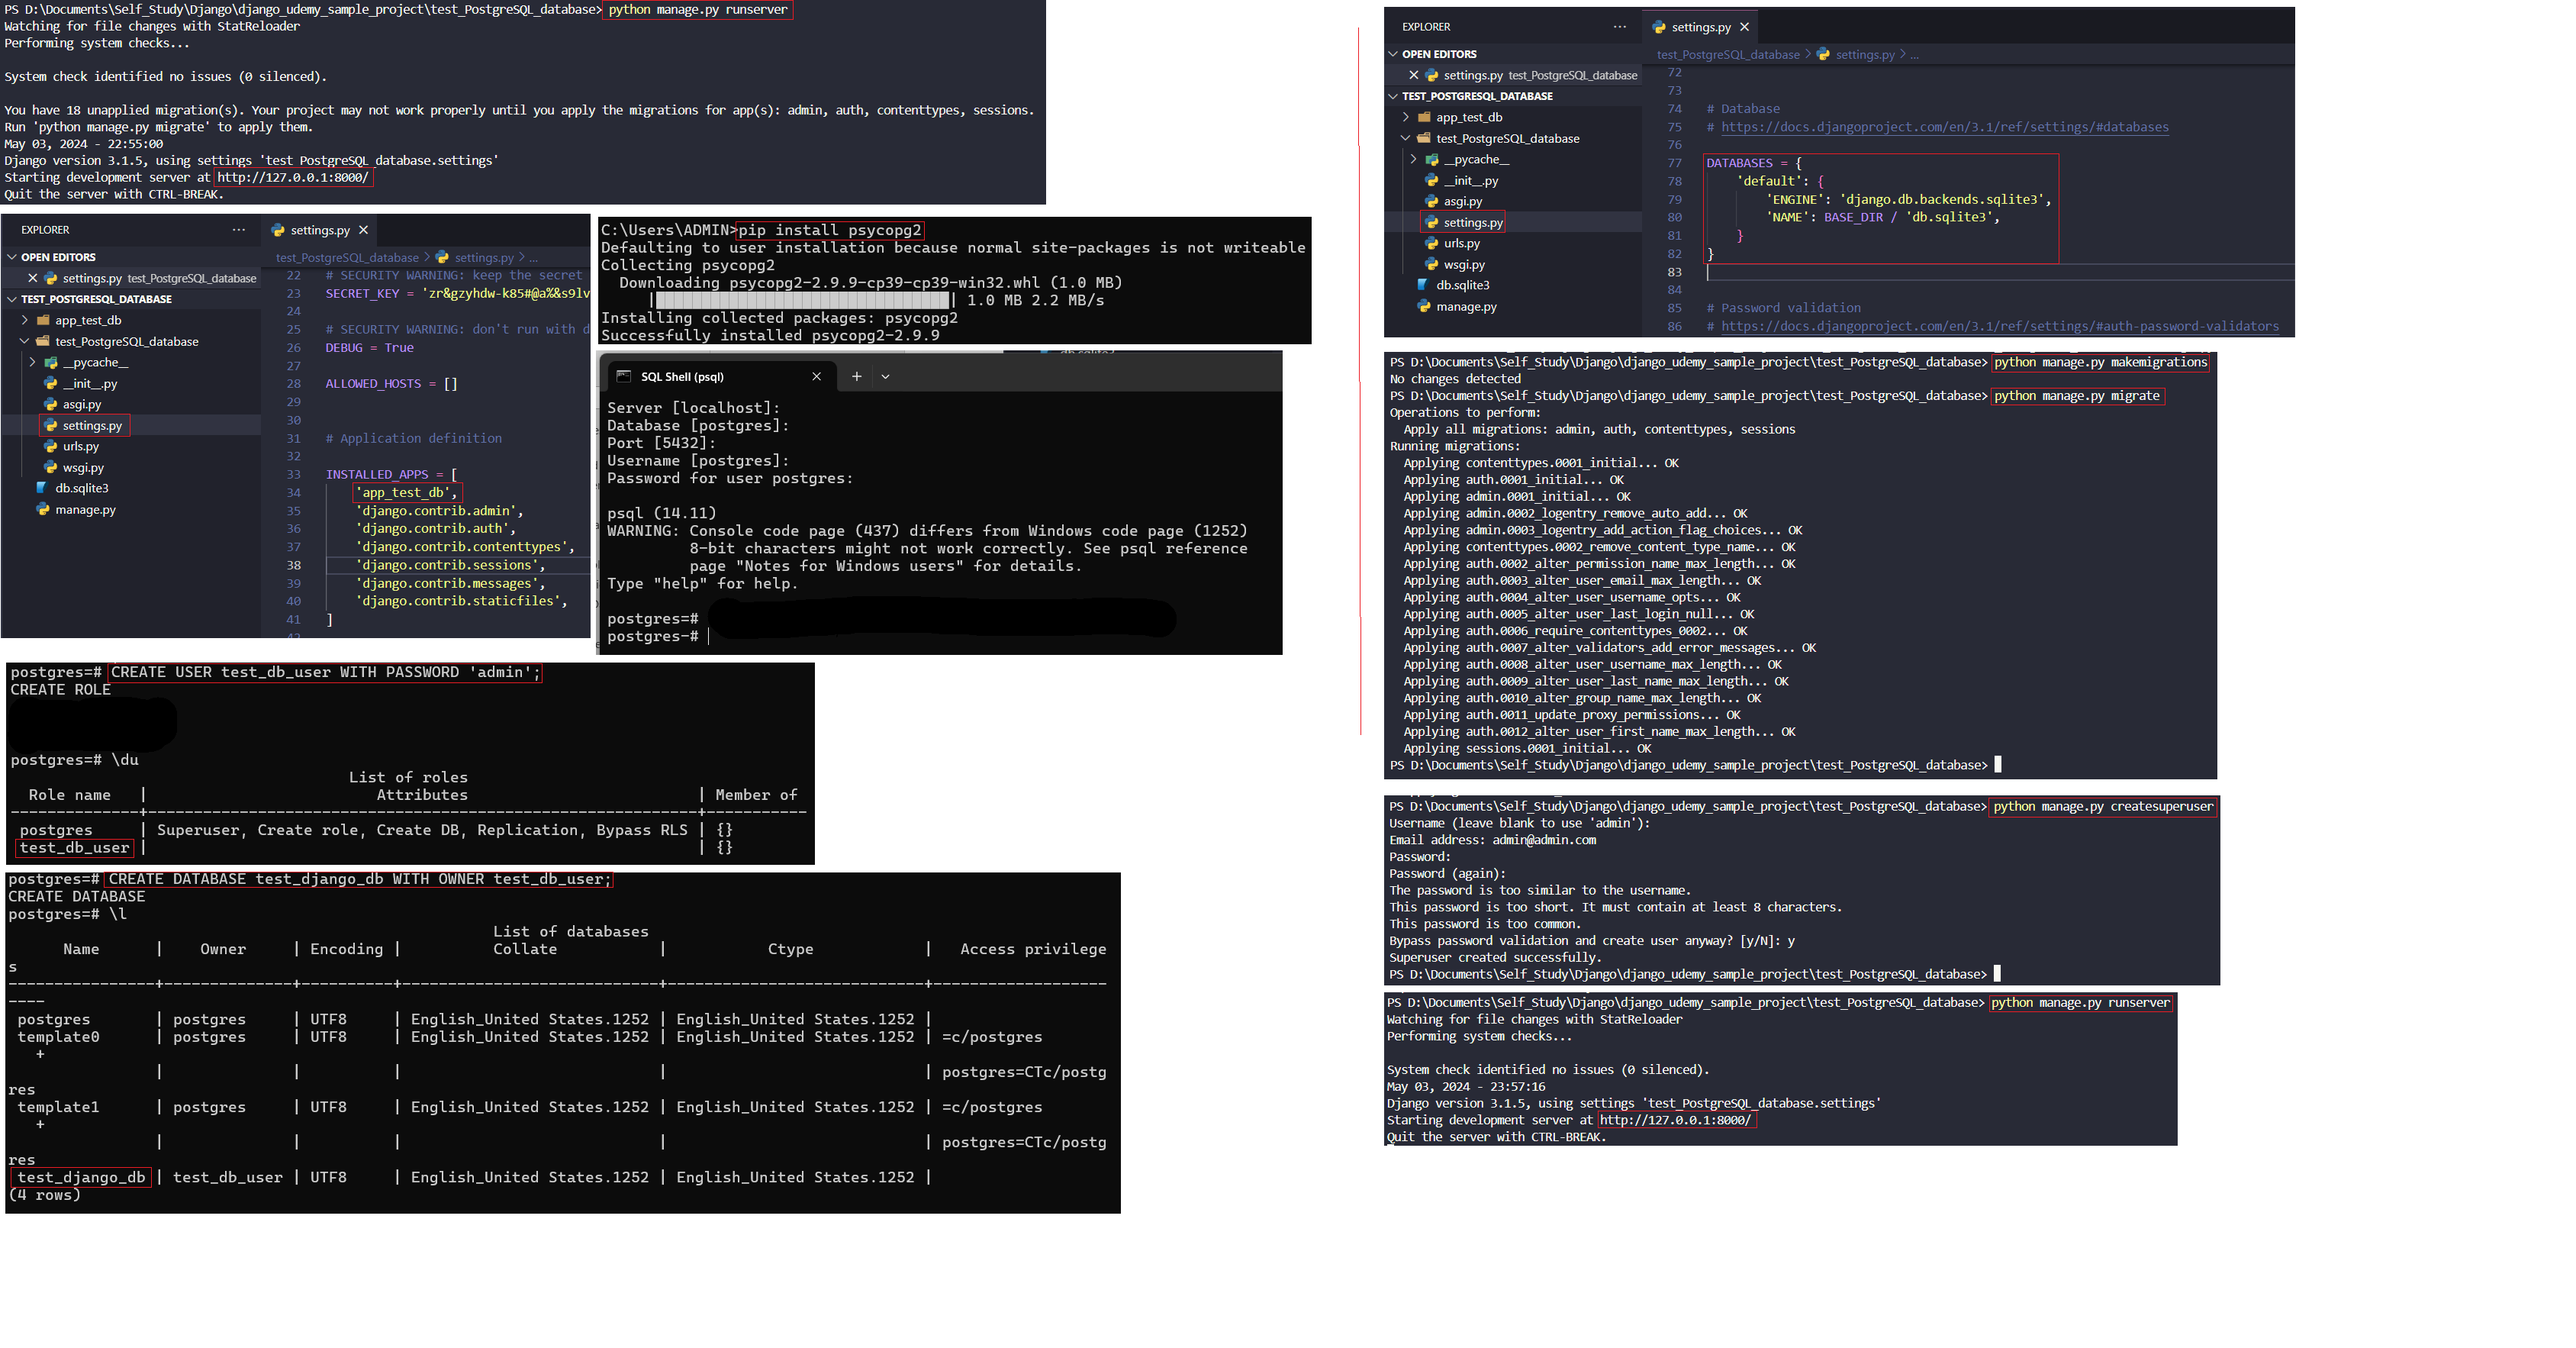 PS D:\Documents\Self_Study\Django\django_udemy_sample_project\test_PostgreSQL_database> python manage.py runserver
Watching for file changes with StatReloader
Performing system checks...
System check identified no issues (0 silenced).
You have 18 unapplied migration(s). Your project may not work properly until you apply the migrations for app(s): admin, auth, contenttypes, sessions.
Run 'python manage.py migrate' to apply them.
May 03, 2024 - 22:55:00
Django version 3.1.5, using settings 'test_PostgreSQL_database.settings'
Starting development server at http://127.0.0.1:8000/
Quit the server with CTRL-BREAK.
EXPLORER ...
OPEN EDITORS
settings.py test_PostgreSQL_database
TEST_POSTGRESQL_DATABASE
app_test_db
test_PostgreSQL_database
__pycache__
__init__.py
asgi.py
settings.py
urls.py
wsgi.py
db.sqlite3
manage.py
settings.py
test_PostgreSQL_database > settings.py > ...
22 # SECURITY WARNING: keep the secret
23 SECRET_KEY = 'zr&gzyhdw-k85#@a%&s9lv
24
25 # SECURITY WARNING: don't run with d
26 DEBUG = True
27
28 ALLOWED_HOSTS = []
29
30
31 # Application definition
32
33 INSTALLED_APPS = [
34 'app_test_db',
35 'django.contrib.admin',
36 'django.contrib.auth',
37 'django.contrib.contenttypes',
38 'django.contrib.sessions',
39 'django.contrib.messages',
40 'django.contrib.staticfiles',
41 ]
42
C:\Users\ADMIN>pip install psycopg2
Defaulting to user installation because normal site-packages is not writeable
Collecting psycopg2
Downloading psycopg2-2.9.9-cp39-cp39-win32.whl (1.0 MB)
| | 1.0 MB 2.2 MB/s
Installing collected packages: psycopg2
Successfully installed psycopg2-2.9.9
SQL Shell (psql)
Server [localhost]:
Database [postgres]:
Port [5432]:
Username [postgres]:
Password for user postgres:
psql (14.11)
WARNING: Console code page (437) differs from Windows code page (1252)
8-bit characters might not work correctly. See psql reference
page "Notes for Windows users" for details.
Type "help" for help.
postgres=#
postgres-#
postgres=# CREATE USER test_db_user WITH PASSWORD 'admin';
CREATE ROLE
postgres=# \du
List of roles
Role name | Attributes | Member of
-----------+------------------------------------------------------------+-----------
postgres | Superuser, Create role, Create DB, Replication, Bypass RLS | {}
test_db_user | | {}
postgres=# CREATE DATABASE test_django_db WITH OWNER test_db_user;
CREATE DATABASE
postgres=# \l
List of databases
Name | Owner | Encoding | Collate | Ctype | Access privilege
s
----------------+--------------+----------+----------------------------+----------------------------+-------------------
----
postgres | postgres | UTF8 | English_United States.1252 | English_United States.1252 |
template0 | postgres | UTF8 | English_United States.1252 | English_United States.1252 | =c/postgres
+
| | | | | postgres=CTc/postg
res
template1 | postgres | UTF8 | English_United States.1252 | English_United States.1252 | =c/postgres
+
| | | | | postgres=CTc/postg
res
test_django_db | test_db_user | UTF8 | English_United States.1252 | English_United States.1252 |
(4 rows)
EXPLORER ...
OPEN EDITORS
settings.py test_PostgreSQL_database
TEST_POSTGRESQL_DATABASE
app_test_db
test_PostgreSQL_database
__pycache__
__init__.py
asgi.py
settings.py
urls.py
wsgi.py
db.sqlite3
manage.py
settings.py
test_PostgreSQL_database > settings.py > ...
72
73
74 # Database
75 # https://docs.djangoproject.com/en/3.1/ref/settings/#databases
76
77 DATABASES = {
78 'default': {
79 'ENGINE': 'django.db.backends.sqlite3',
80 'NAME': BASE_DIR / 'db.sqlite3',
81 }
82 }
83
84
85 # Password validation
86 # https://docs.djangoproject.com/en/3.1/ref/settings/#auth-password-validators
PS D:\Documents\Self_Study\Django\django_udemy_sample_project\test_PostgreSQL_database> python manage.py makemigrations
No changes detected
PS D:\Documents\Self_Study\Django\django_udemy_sample_project\test_PostgreSQL_database> python manage.py migrate
Operations to perform:
Apply all migrations: admin, auth, contenttypes, sessions
Running migrations:
Applying contenttypes.0001_initial... OK
Applying auth.0001_initial... OK
Applying admin.0001_initial... OK
Applying admin.0002_logentry_remove_auto_add... OK
Applying admin.0003_logentry_add_action_flag_choices... OK
Applying contenttypes.0002_remove_content_type_name... OK
Applying auth.0002_alter_permission_name_max_length... OK
Applying auth.0003_alter_user_email_max_length... OK
Applying auth.0004_alter_user_username_opts... OK
Applying auth.0005_alter_user_last_login_null... OK
Applying auth.0006_require_contenttypes_0002... OK
Applying auth.0007_alter_validators_add_error_messages... OK
Applying auth.0008_alter_user_username_max_length... OK
Applying auth.0009_alter_user_last_name_max_length... OK
Applying auth.0010_alter_group_name_max_length... OK
Applying auth.0011_update_proxy_permissions... OK
Applying auth.0012_alter_user_first_name_max_length... OK
Applying sessions.0001_initial... OK
PS D:\Documents\Self_Study\Django\django_udemy_sample_project\test_PostgreSQL_database>
PS D:\Documents\Self_Study\Django\django_udemy_sample_project\test_PostgreSQL_database> python manage.py createsuperuser
Username (leave blank to use 'admin'):
Email address: admin@admin.com
Password:
Password (again):
The password is too similar to the username.
This password is too short. It must contain at least 8 characters.
This password is too common.
Bypass password validation and create user anyway? [y/N]: y
Superuser created successfully.
PS D:\Documents\Self_Study\Django\django_udemy_sample_project\test_PostgreSQL_database>
PS D:\Documents\Self_Study\Django\django_udemy_sample_project\test_PostgreSQL_database> python manage.py runserver
Watching for file changes with StatReloader
Performing system checks...
System check identified no issues (0 silenced).
May 03, 2024 - 23:57:16
Django version 3.1.5, using settings 'test_PostgreSQL_database.settings'
Starting development server at http://127.0.0.1:8000/
Quit the server with CTRL-BREAK.